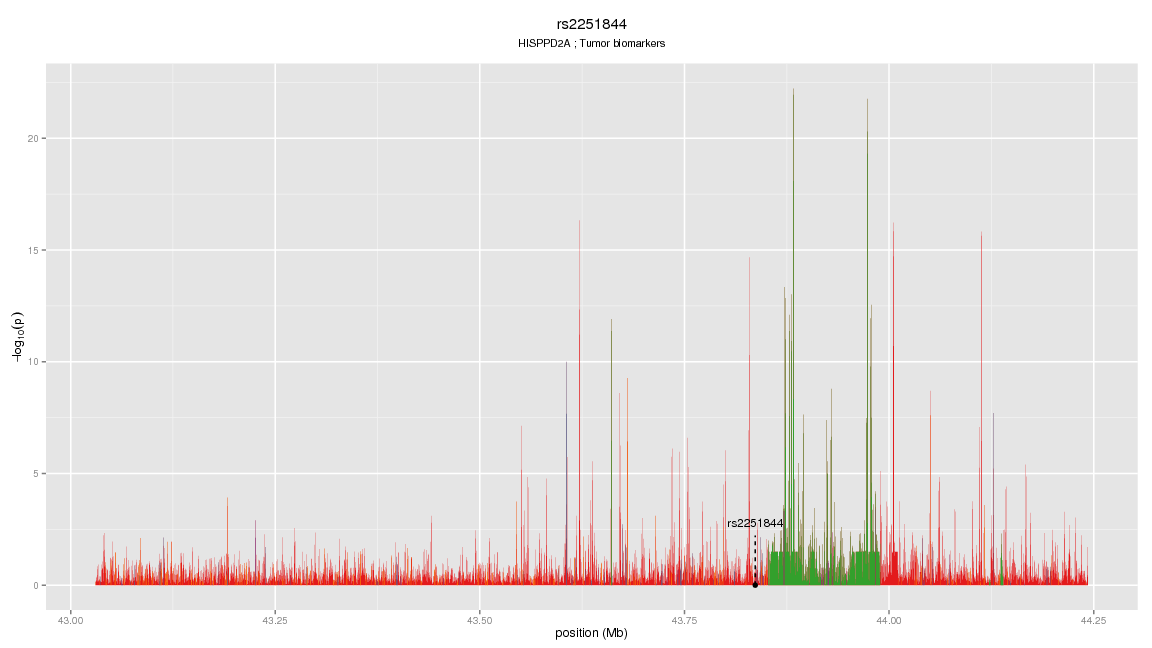 rs2251844
HISPPD2A ; Tumor biomarkers
20
15
10
5
0
−log10(p)
rs2251844
43.00 43.25 43.50 43.75 44.00 44.25
position (Mb)